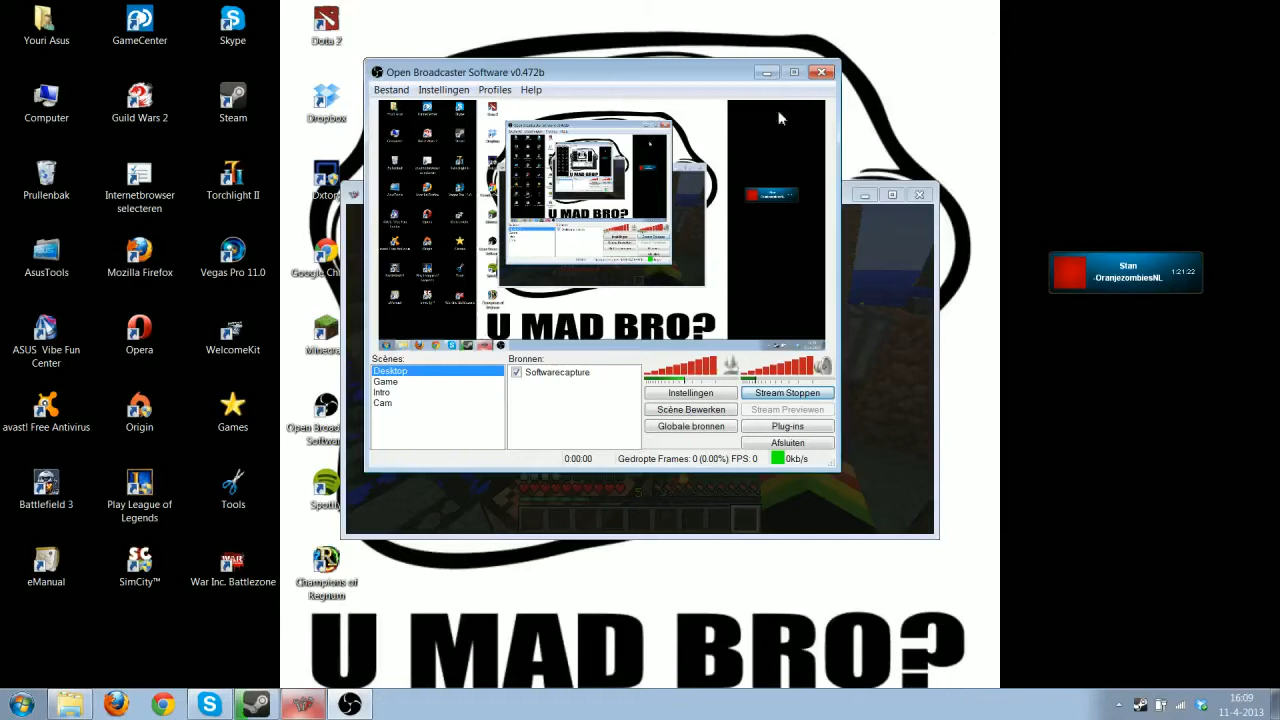 Youri Asus
GameCenter
Skype
Dota 2
Computer
Guild Wars 2
Steam
Dropbox
Prullenbak
Internetbrowser
selecteren
Torchlight II
Dxtory
AsusTools
Mozilla Firefox
Vegas Pro 11.0
ASUS Vibe Fun
Center
Opera
WelcomeKit
avast! Free Antivirus
Origin
Games
Battlefield 3
Play League of
Legends
Tools
eManual
SimCity™
War Inc. Battlezone
Champions of
Regnum
Open Broadcaster Software v0.472b
Bestand Instellingen Profiles Help
U MAD BRO?
Scènes:
Desktop
Game
Intro
Cam
Bronnen:
Softwarecapture
Instellingen
Stream Stoppen
Scène Bewerken
Stream Previewen
Globale bronnen
Plug-ins
Afsluiten
0:00:00
Gedropte Frames: 0 (0.00%) FPS: 0
0kb/s
5
Stan
OranjezombiesNL
1:21:22
U MAD BRO?
16:09
11-4-2013